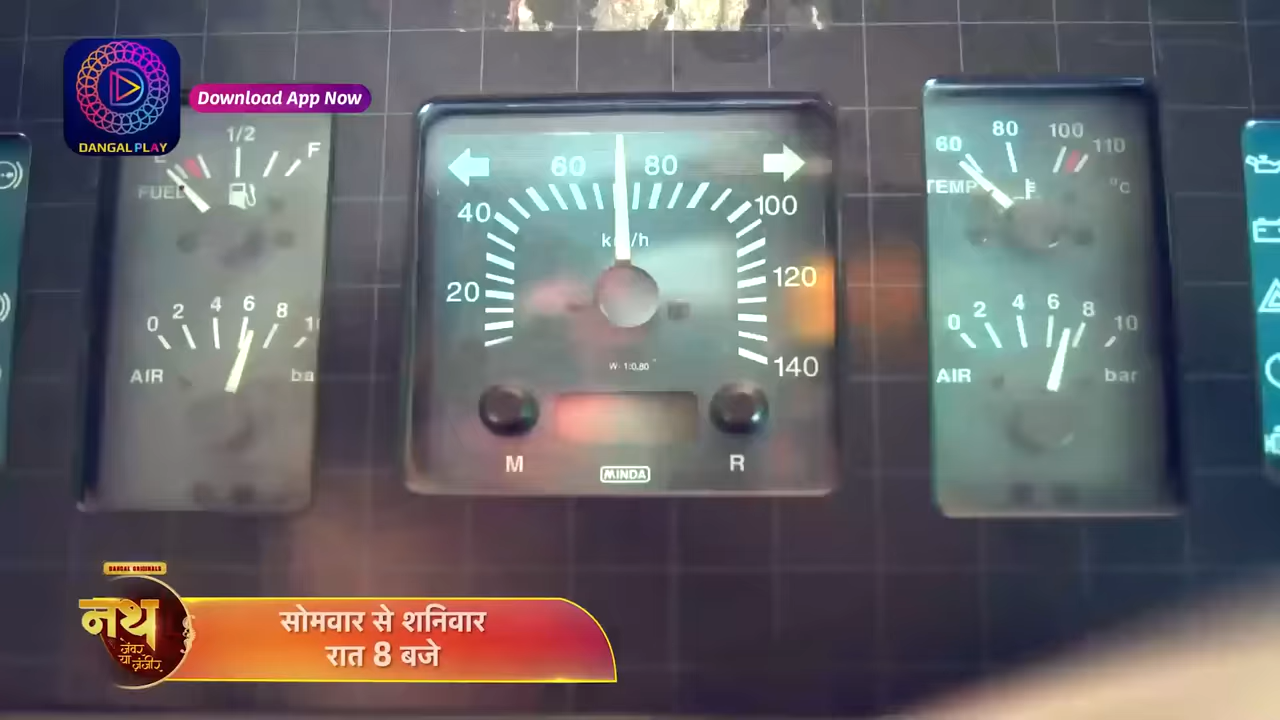 DANGAL PLAY
Download App Now
1/2
F
FUEL
0 2 4 6 8
AIR
60 80
40 100
km/h
20 120
W- 1:0,80
140
M R
MINDA
60 80 100 110
TEMP °C
0 2 4 6 8 10
AIR bar
DANGAL ORIGINALS
नथ
ज़ेवर
या ज़ंजीर
सोमवार से शनिवार
रात 8 बजे